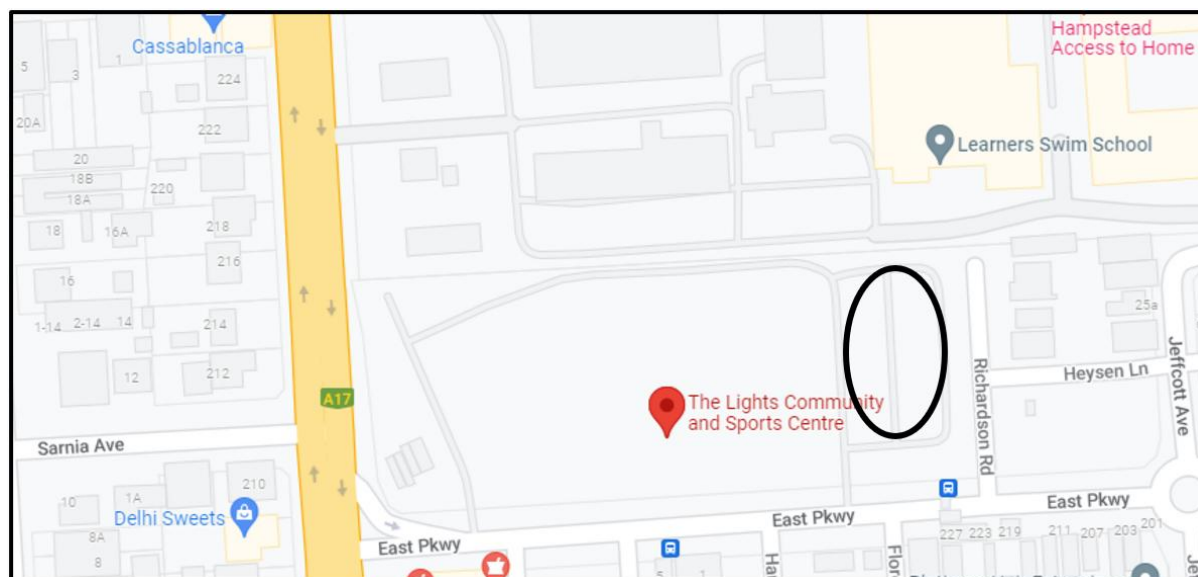 Cassablanca
Hampstead
Access to Home
5
3
1
224
20A
222
Learners Swim School
20
18B
220
18A
18
16A
218
216
16
25a
1-14
2-14
14
214
Jeffcott Ave
12
212
Heysen Ln
A17
The Lights Community
and Sports Centre
Richardson Rd
Sarnia Ave
210
10
1A
East Pkwy
Delhi Sweets
East Pkwy
8A
227
223
219
211
207
203
201
East Pkwy
8
5
1